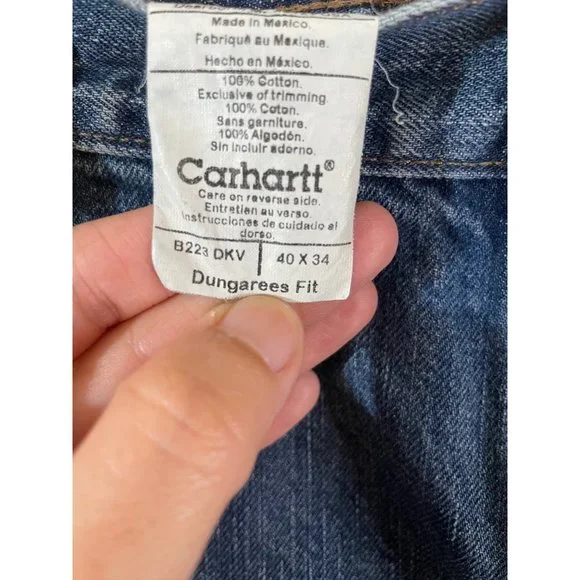 Made in Mexico.
Fabriqué au Mexique.
Hecho en México.
100% Cotton.
Exclusive of trimming.
100% Coton.
Sans garniture.
100% Algodón.
Sin incluir adorno.
Carhartt®
Care on reverse side.
Entretien au verso.
Instrucciones de cuidado al
dorso.
B223 DKV 40 X 34
Dungarees Fit